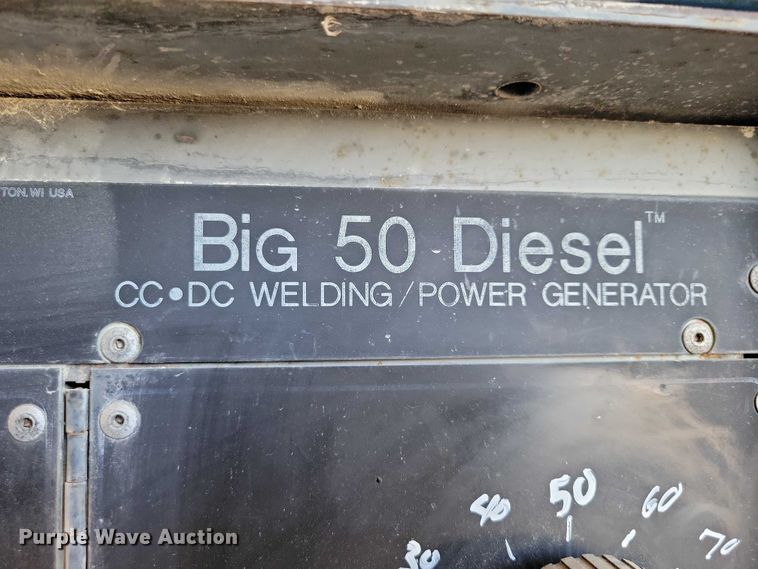 TON, WI USA
BiG 50 Diesel™
CC•DC WELDING/POWER GENERATOR
30 40 50 60 70
Purple Wave Auction